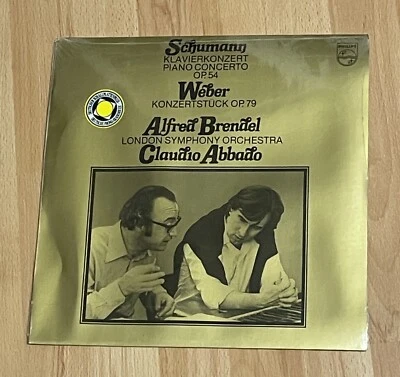 Schumann
KLAVIERKONZERT
PIANO CONCERTO
OP.54
Weber
KONZERTSTÜCK OP.79
Alfred Brendel
LONDON SYMPHONY ORCHESTRA
Claudio Abbado
PHILIPS